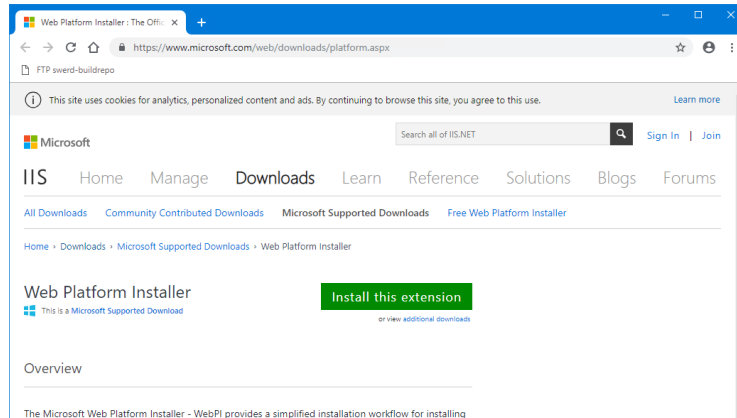 Web Platform Installer : The Offic
https://www.microsoft.com/web/downloads/platform.aspx
FTP swerd-buildrepo
This site uses cookies for analytics, personalized content and ads. By continuing to browse this site, you agree to this use. Learn more
Microsoft Search all of IIS.NET Sign In | Join
IIS Home Manage Downloads Learn Reference Solutions Blogs Forums
All Downloads Community Contributed Downloads Microsoft Supported Downloads Free Web Platform Installer
Home › Downloads › Microsoft Supported Downloads › Web Platform Installer
Web Platform Installer
This is a Microsoft Supported Download
Install this extension
or view additional downloads
Overview
The Microsoft Web Platform Installer - WebPI provides a simplified installation workflow for installing